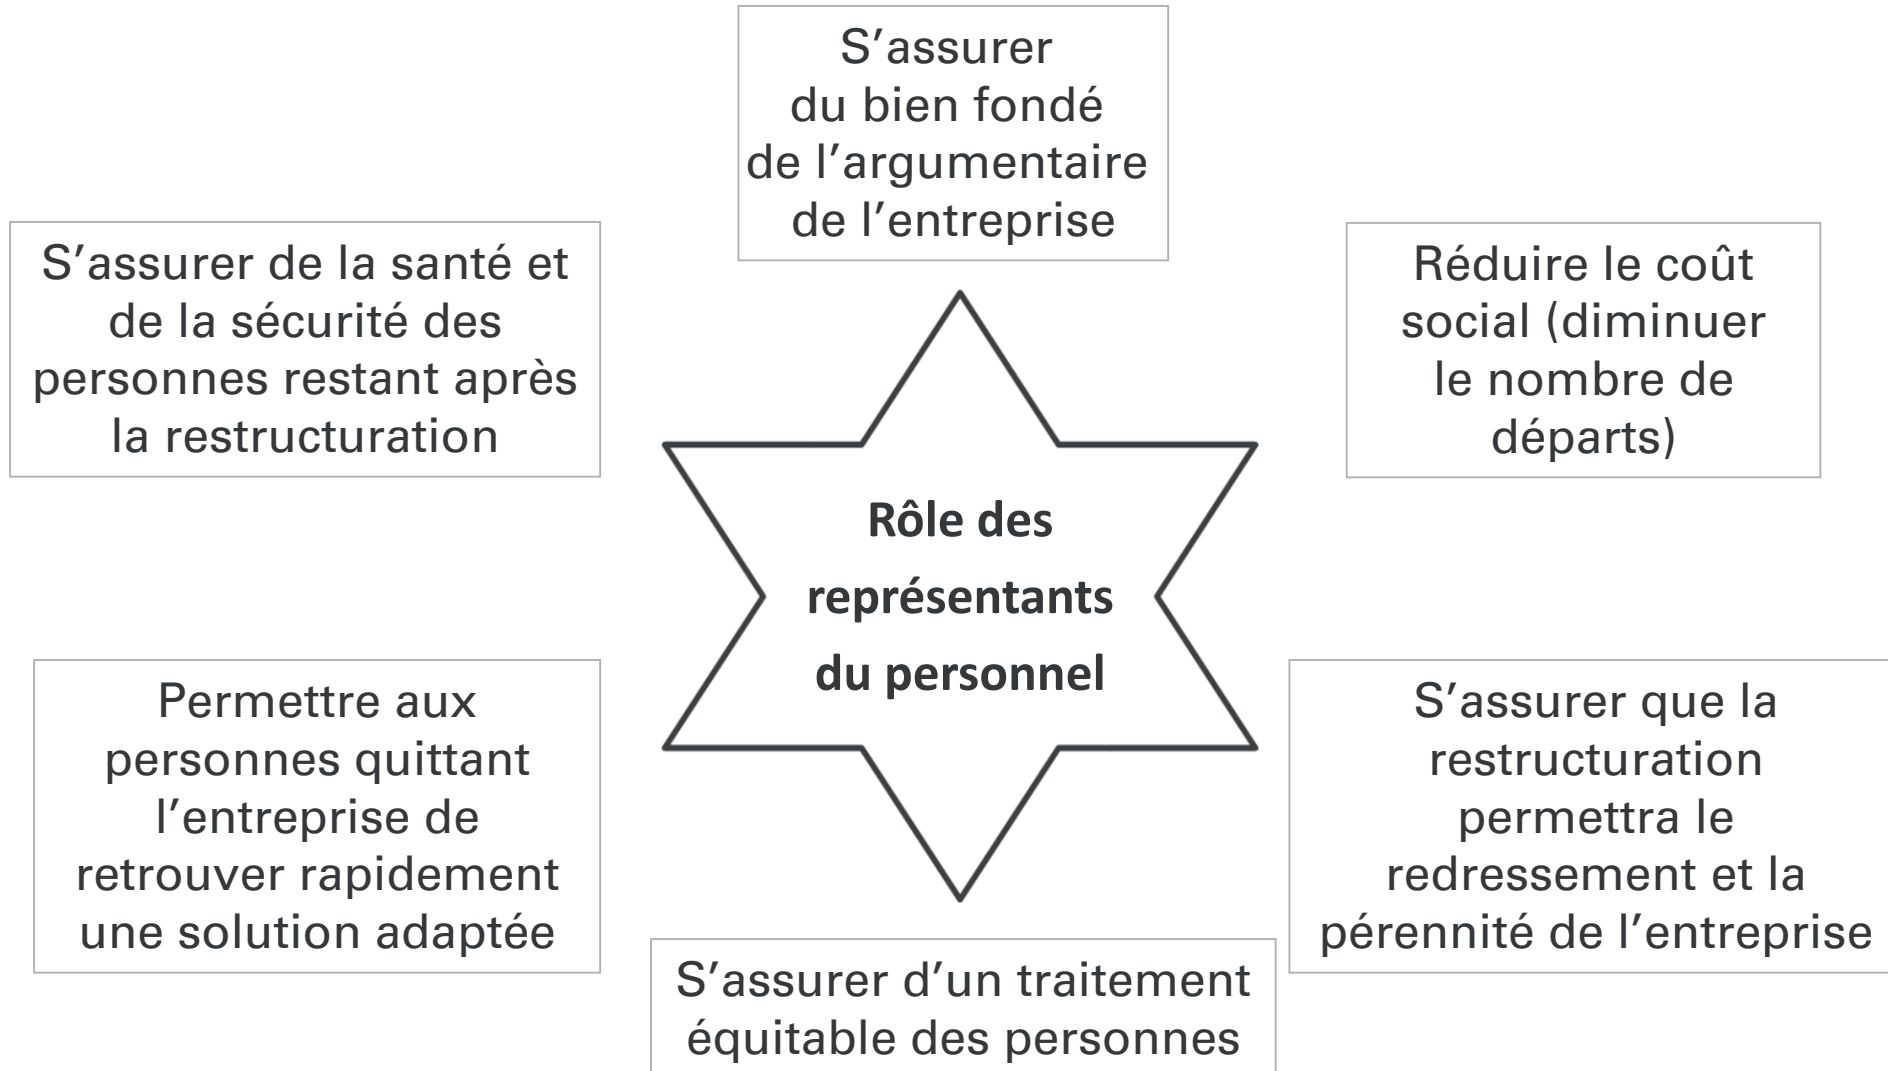 S’assurer
du bien fondé
de l’argumentaire
de l’entreprise
S’assurer de la santé et
de la sécurité des
personnes restant après
la restructuration
Réduire le coût
social (diminuer
le nombre de
départs)
Rôle des
représentants
du personnel
Permettre aux
personnes quittant
l’entreprise de
retrouver rapidement
une solution adaptée
S’assurer que la
restructuration
permettra le
redressement et la
pérennité de l’entreprise
S’assurer d’un traitement
équitable des personnes